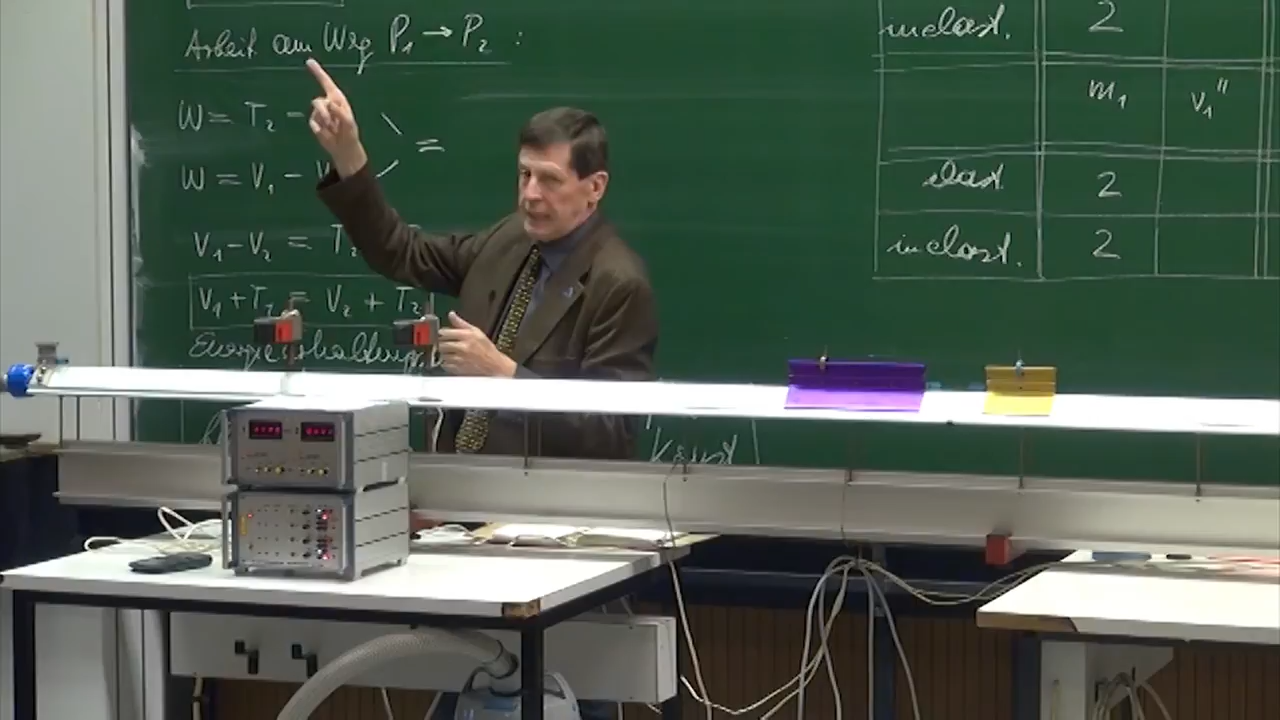 Arbeit am Weg P₁ → P₂ :
W = T₂ -
=
W = V₁ - V
V₁ - V₂ = T₂
V₁ + T₁ = V₂ + T₂
Energieerhaltung
inelast. 2
m₁ v₁"
elast. 2
inelast. 2